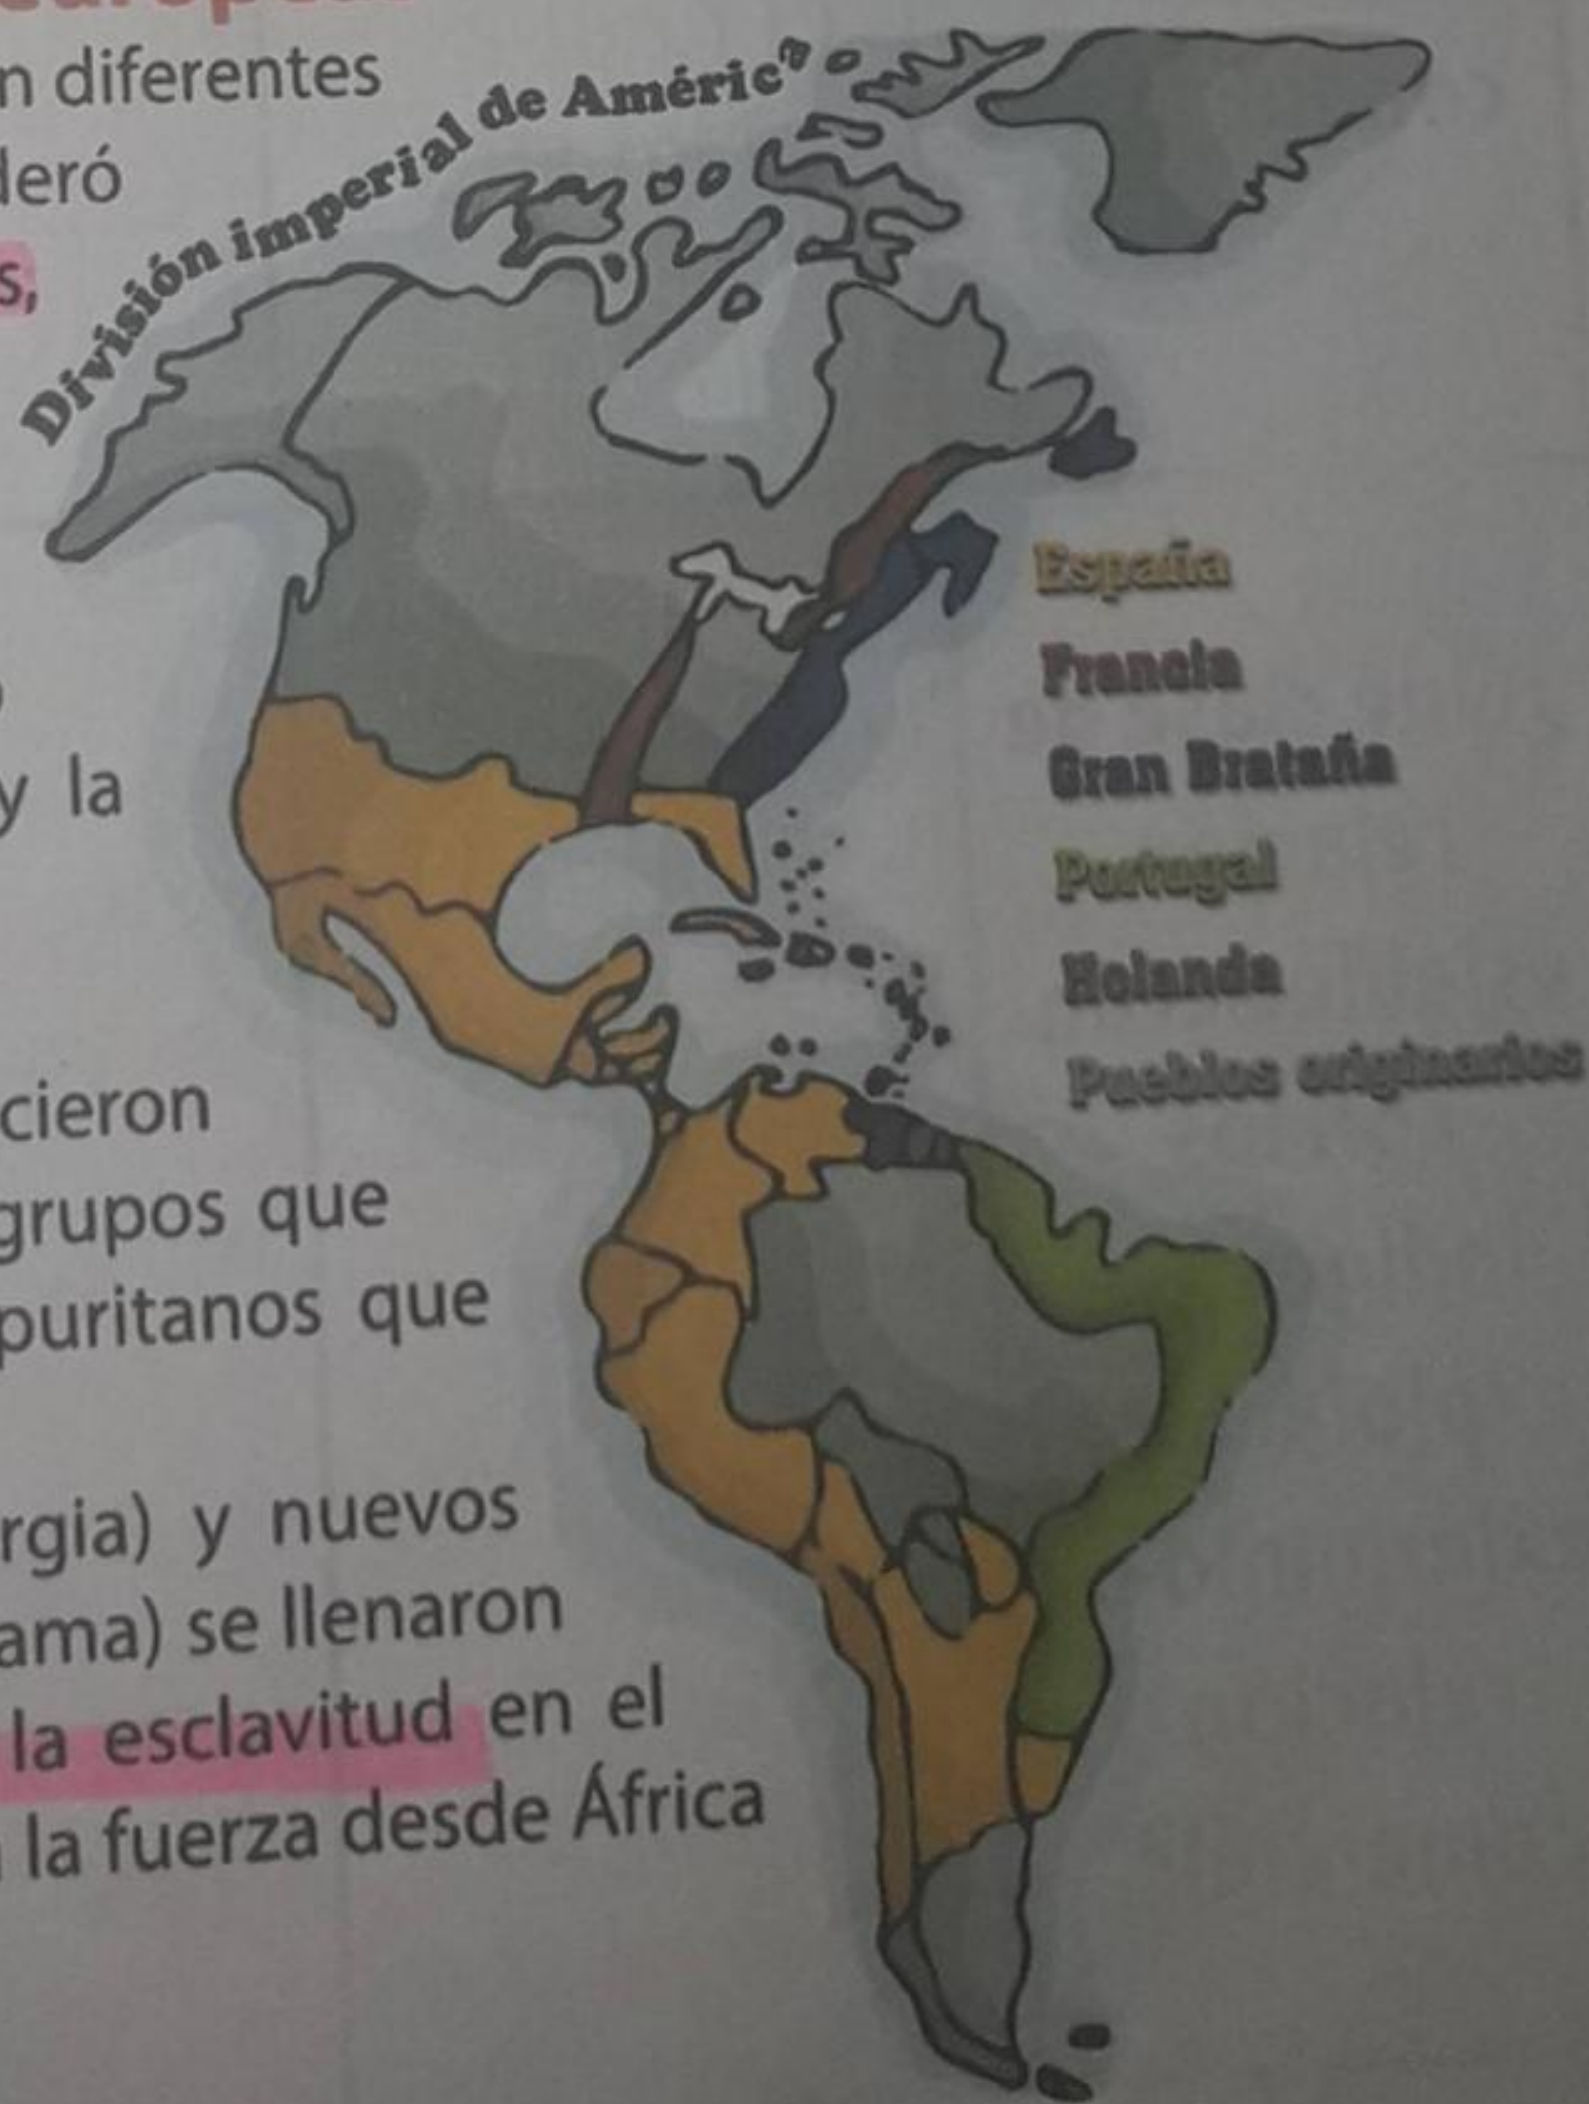 n diferentes
deró
s,
y la
cieron
grupos que
puritanos que
rgia) y nuevos
ama) se llenaron
la esclavitud en el
la fuerza desde África
División imperial de América
España
Francia
Gran Brataña
Portugal
Holanda
Pueblos originarios